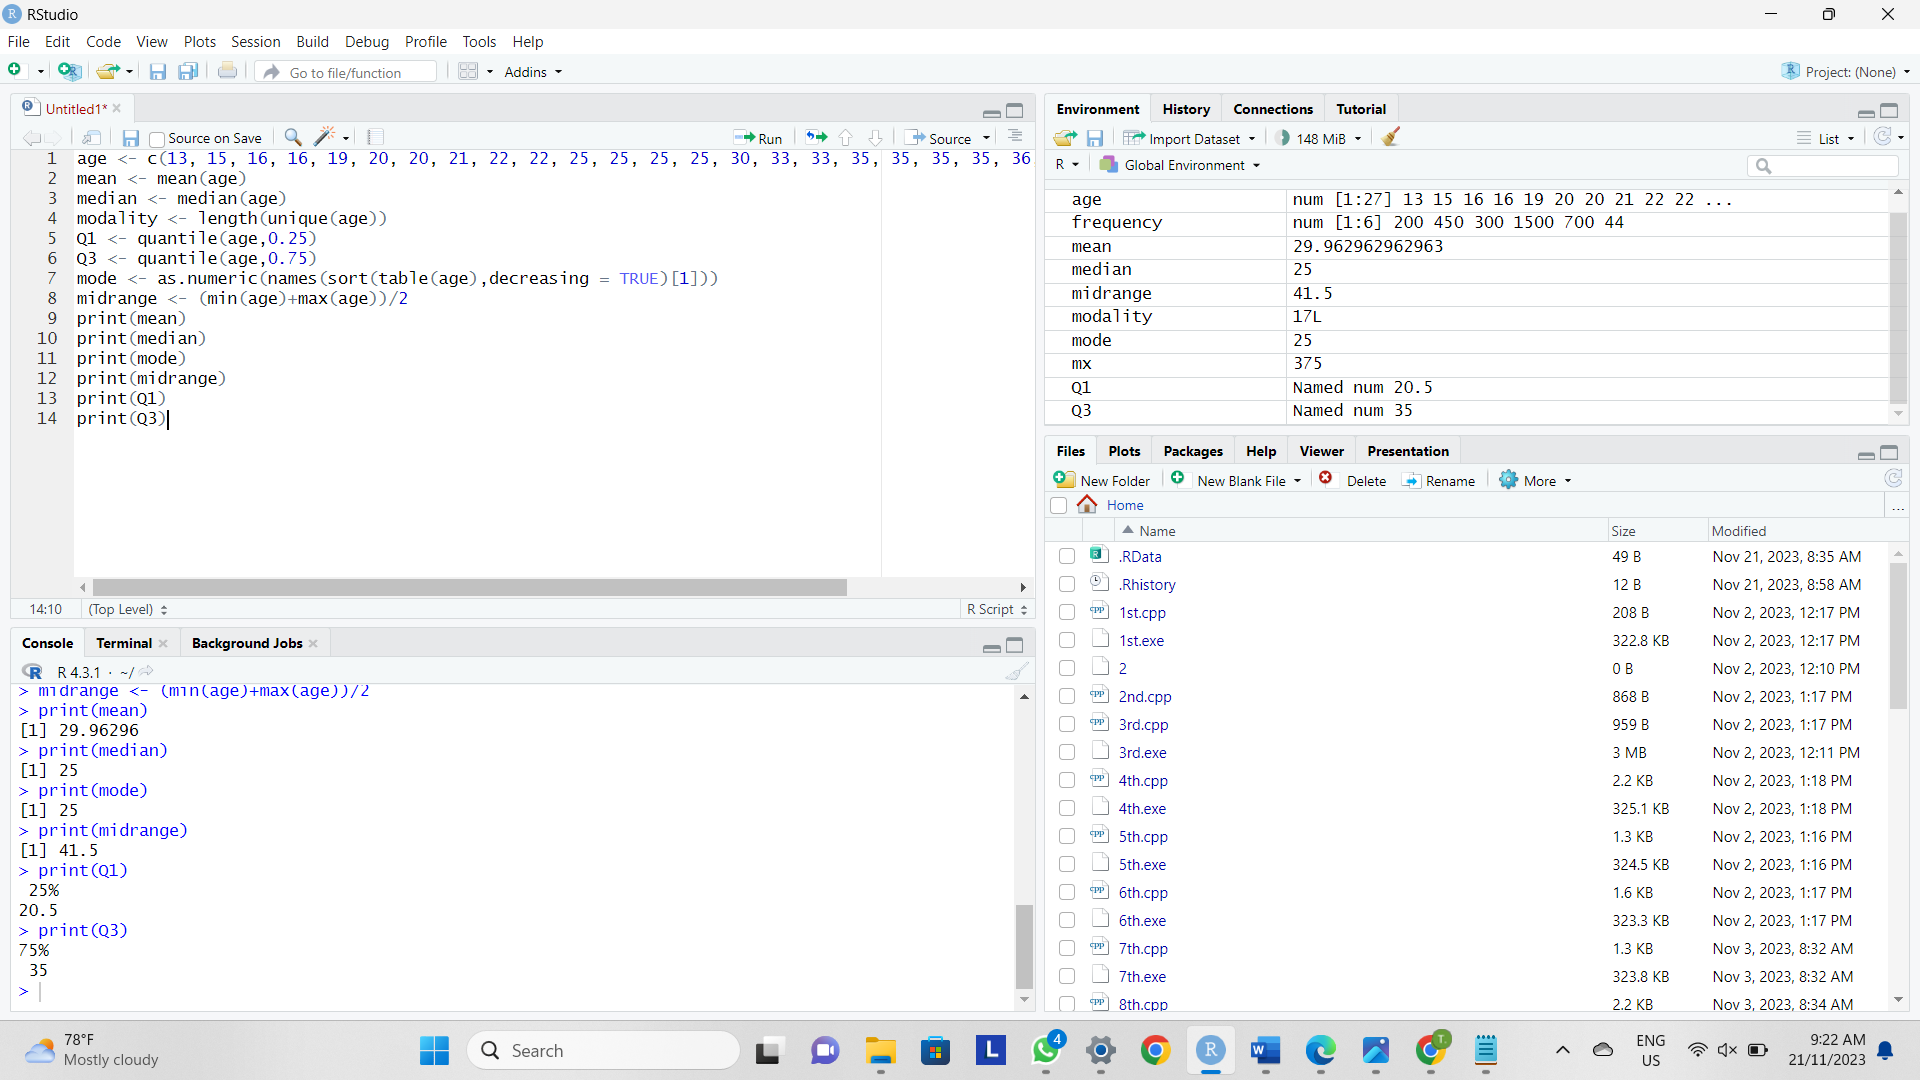 RStudio
File Edit Code View Plots Session Build Debug Profile Tools Help
Go to file/function Addins Project: (None)
Untitled1*
Source on Save Run Source
1 age <- c(13, 15, 16, 16, 19, 20, 20, 21, 22, 22, 25, 25, 25, 25, 30, 33, 33, 35, 35, 35, 35, 36
2 mean <- mean(age)
3 median <- median(age)
4 modality <- length(unique(age))
5 Q1 <- quantile(age,0.25)
6 Q3 <- quantile(age,0.75)
7 mode <- as.numeric(names(sort(table(age),decreasing = TRUE)[1]))
8 midrange <- (min(age)+max(age))/2
9 print(mean)
10 print(median)
11 print(mode)
12 print(midrange)
13 print(Q1)
14 print(Q3)
14:10 (Top Level) R Script
Console Terminal Background Jobs
R R 4.3.1 · ~/
> midrange <- (min(age)+max(age))/2
> print(mean)
[1] 29.96296
> print(median)
[1] 25
> print(mode)
[1] 25
> print(midrange)
[1] 41.5
> print(Q1)
25%
20.5
> print(Q3)
75%
35
>
Environment History Connections Tutorial
Import Dataset 148 MiB List
R Global Environment
age num [1:27] 13 15 16 16 19 20 20 21 22 22 ...
frequency num [1:6] 200 450 300 1500 700 44
mean 29.962962962963
median 25
midrange 41.5
modality 17L
mode 25
mx 375
Q1 Named num 20.5
Q3 Named num 35
Files Plots Packages Help Viewer Presentation
New Folder New Blank File Delete Rename More
Home ...
Name Size Modified
.RData 49 B Nov 21, 2023, 8:35 AM
.Rhistory 12 B Nov 21, 2023, 8:58 AM
1st.cpp 208 B Nov 2, 2023, 12:17 PM
1st.exe 322.8 KB Nov 2, 2023, 12:17 PM
2 0 B Nov 2, 2023, 12:10 PM
2nd.cpp 868 B Nov 2, 2023, 1:17 PM
3rd.cpp 959 B Nov 2, 2023, 1:17 PM
3rd.exe 3 MB Nov 2, 2023, 12:11 PM
4th.cpp 2.2 KB Nov 2, 2023, 1:18 PM
4th.exe 325.1 KB Nov 2, 2023, 1:18 PM
5th.cpp 1.3 KB Nov 2, 2023, 1:16 PM
5th.exe 324.5 KB Nov 2, 2023, 1:16 PM
6th.cpp 1.6 KB Nov 2, 2023, 1:17 PM
6th.exe 323.3 KB Nov 2, 2023, 1:17 PM
7th.cpp 1.3 KB Nov 3, 2023, 8:32 AM
7th.exe 323.8 KB Nov 3, 2023, 8:32 AM
8th.cpp 2.2 KB Nov 3, 2023, 8:34 AM
78°F
Mostly cloudy
Search
L
4
R
W
T.
ENG
US
9:22 AM
21/11/2023